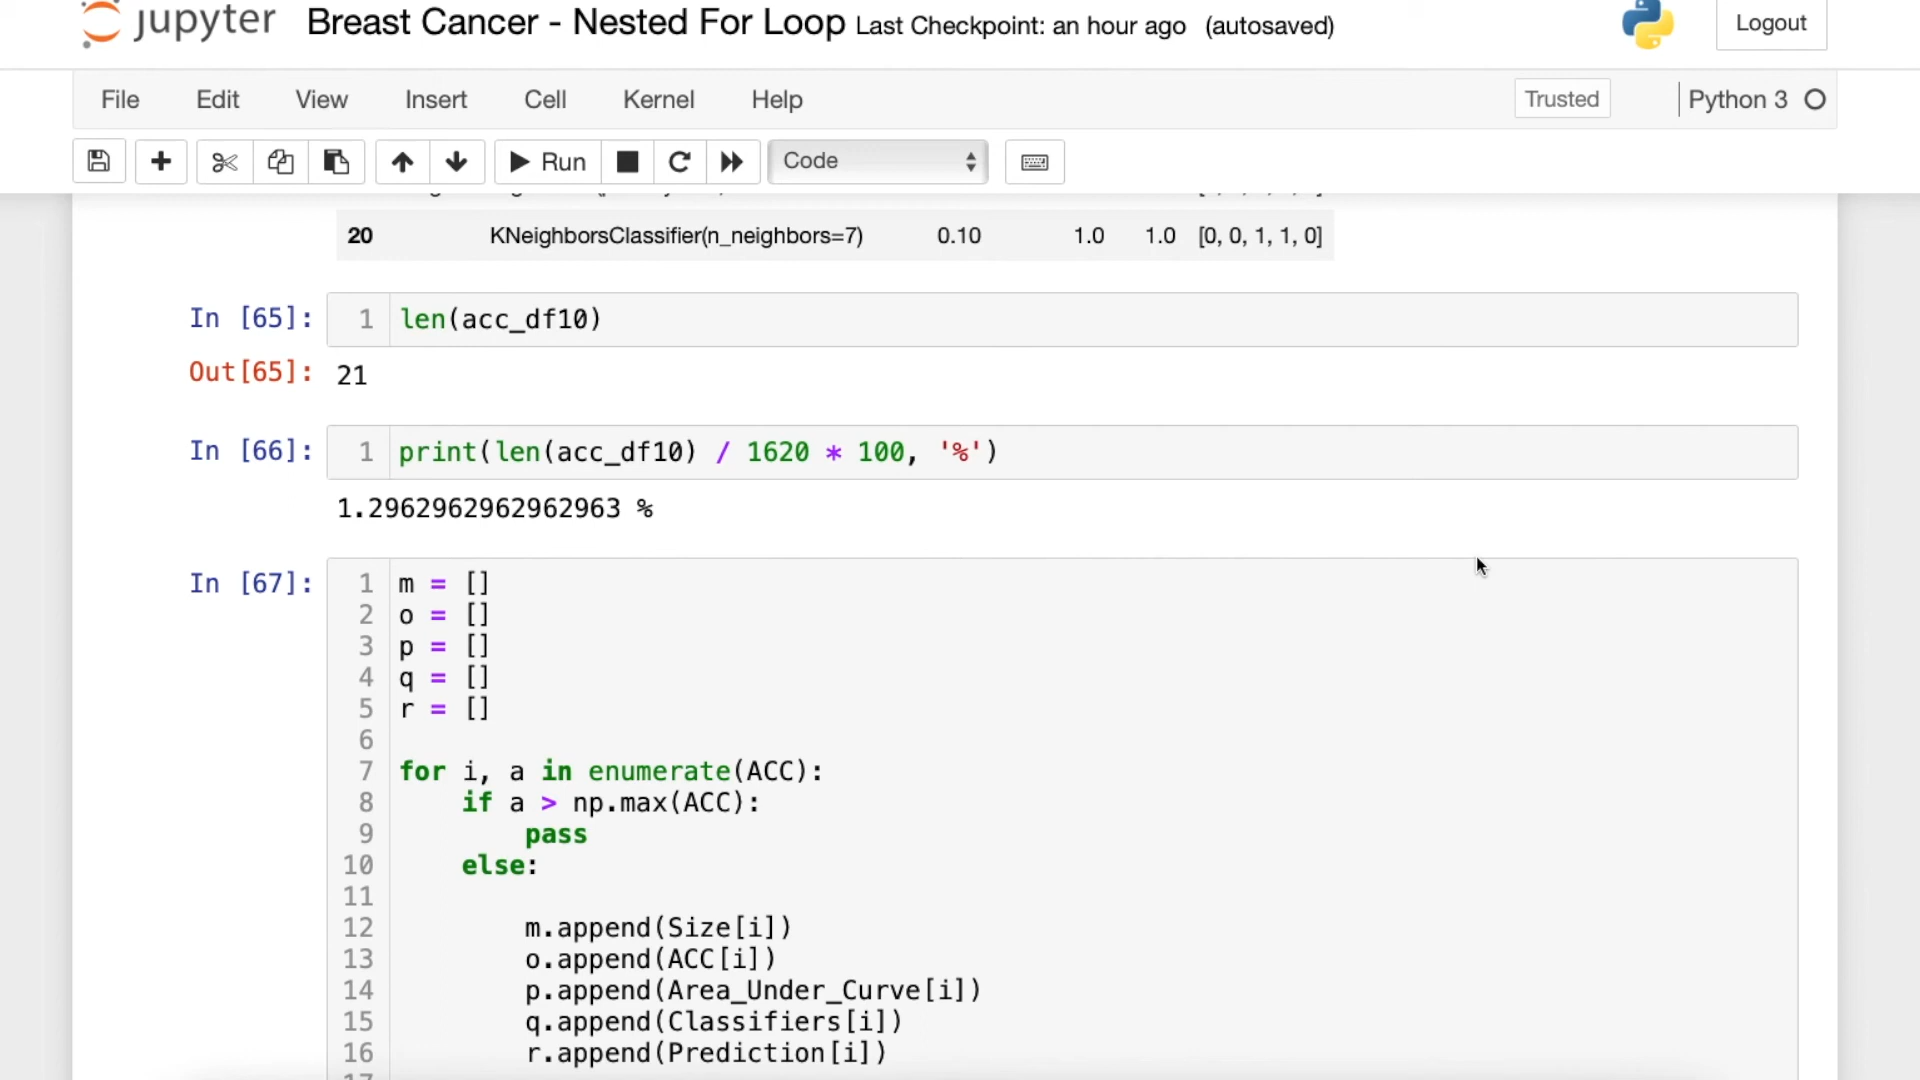 jupyter Breast Cancer - Nested For Loop Last Checkpoint: an hour ago (autosaved) Logout
File Edit View Insert Cell Kernel Help Trusted Python 3
Run Code
20 KNeighborsClassifier(n_neighbors=7) 0.10 1.0 1.0 [0, 0, 1, 1, 0]
In [65]: 1 len(acc_df10)
Out[65]: 21
In [66]: 1 print(len(acc_df10) / 1620 * 100, '%')
1.2962962962962963 %
In [67]: 1 m = []
2 o = []
3 p = []
4 q = []
5 r = []
6
7 for i, a in enumerate(ACC):
8     if a > np.max(ACC):
9         pass
10     else:
11
12         m.append(Size[i])
13         o.append(ACC[i])
14         p.append(Area_Under_Curve[i])
15         q.append(Classifiers[i])
16         r.append(Prediction[i])
17